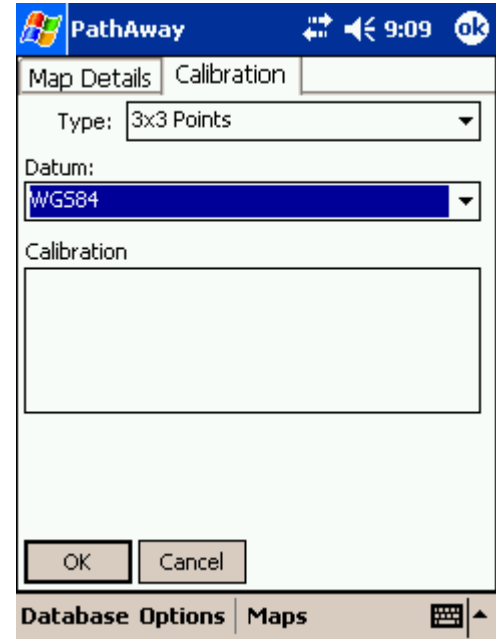 PathAway 9:09 ok
Map Details Calibration
Type: 3x3 Points
Datum:
WGS84
Calibration
OK Cancel
Database Options Maps